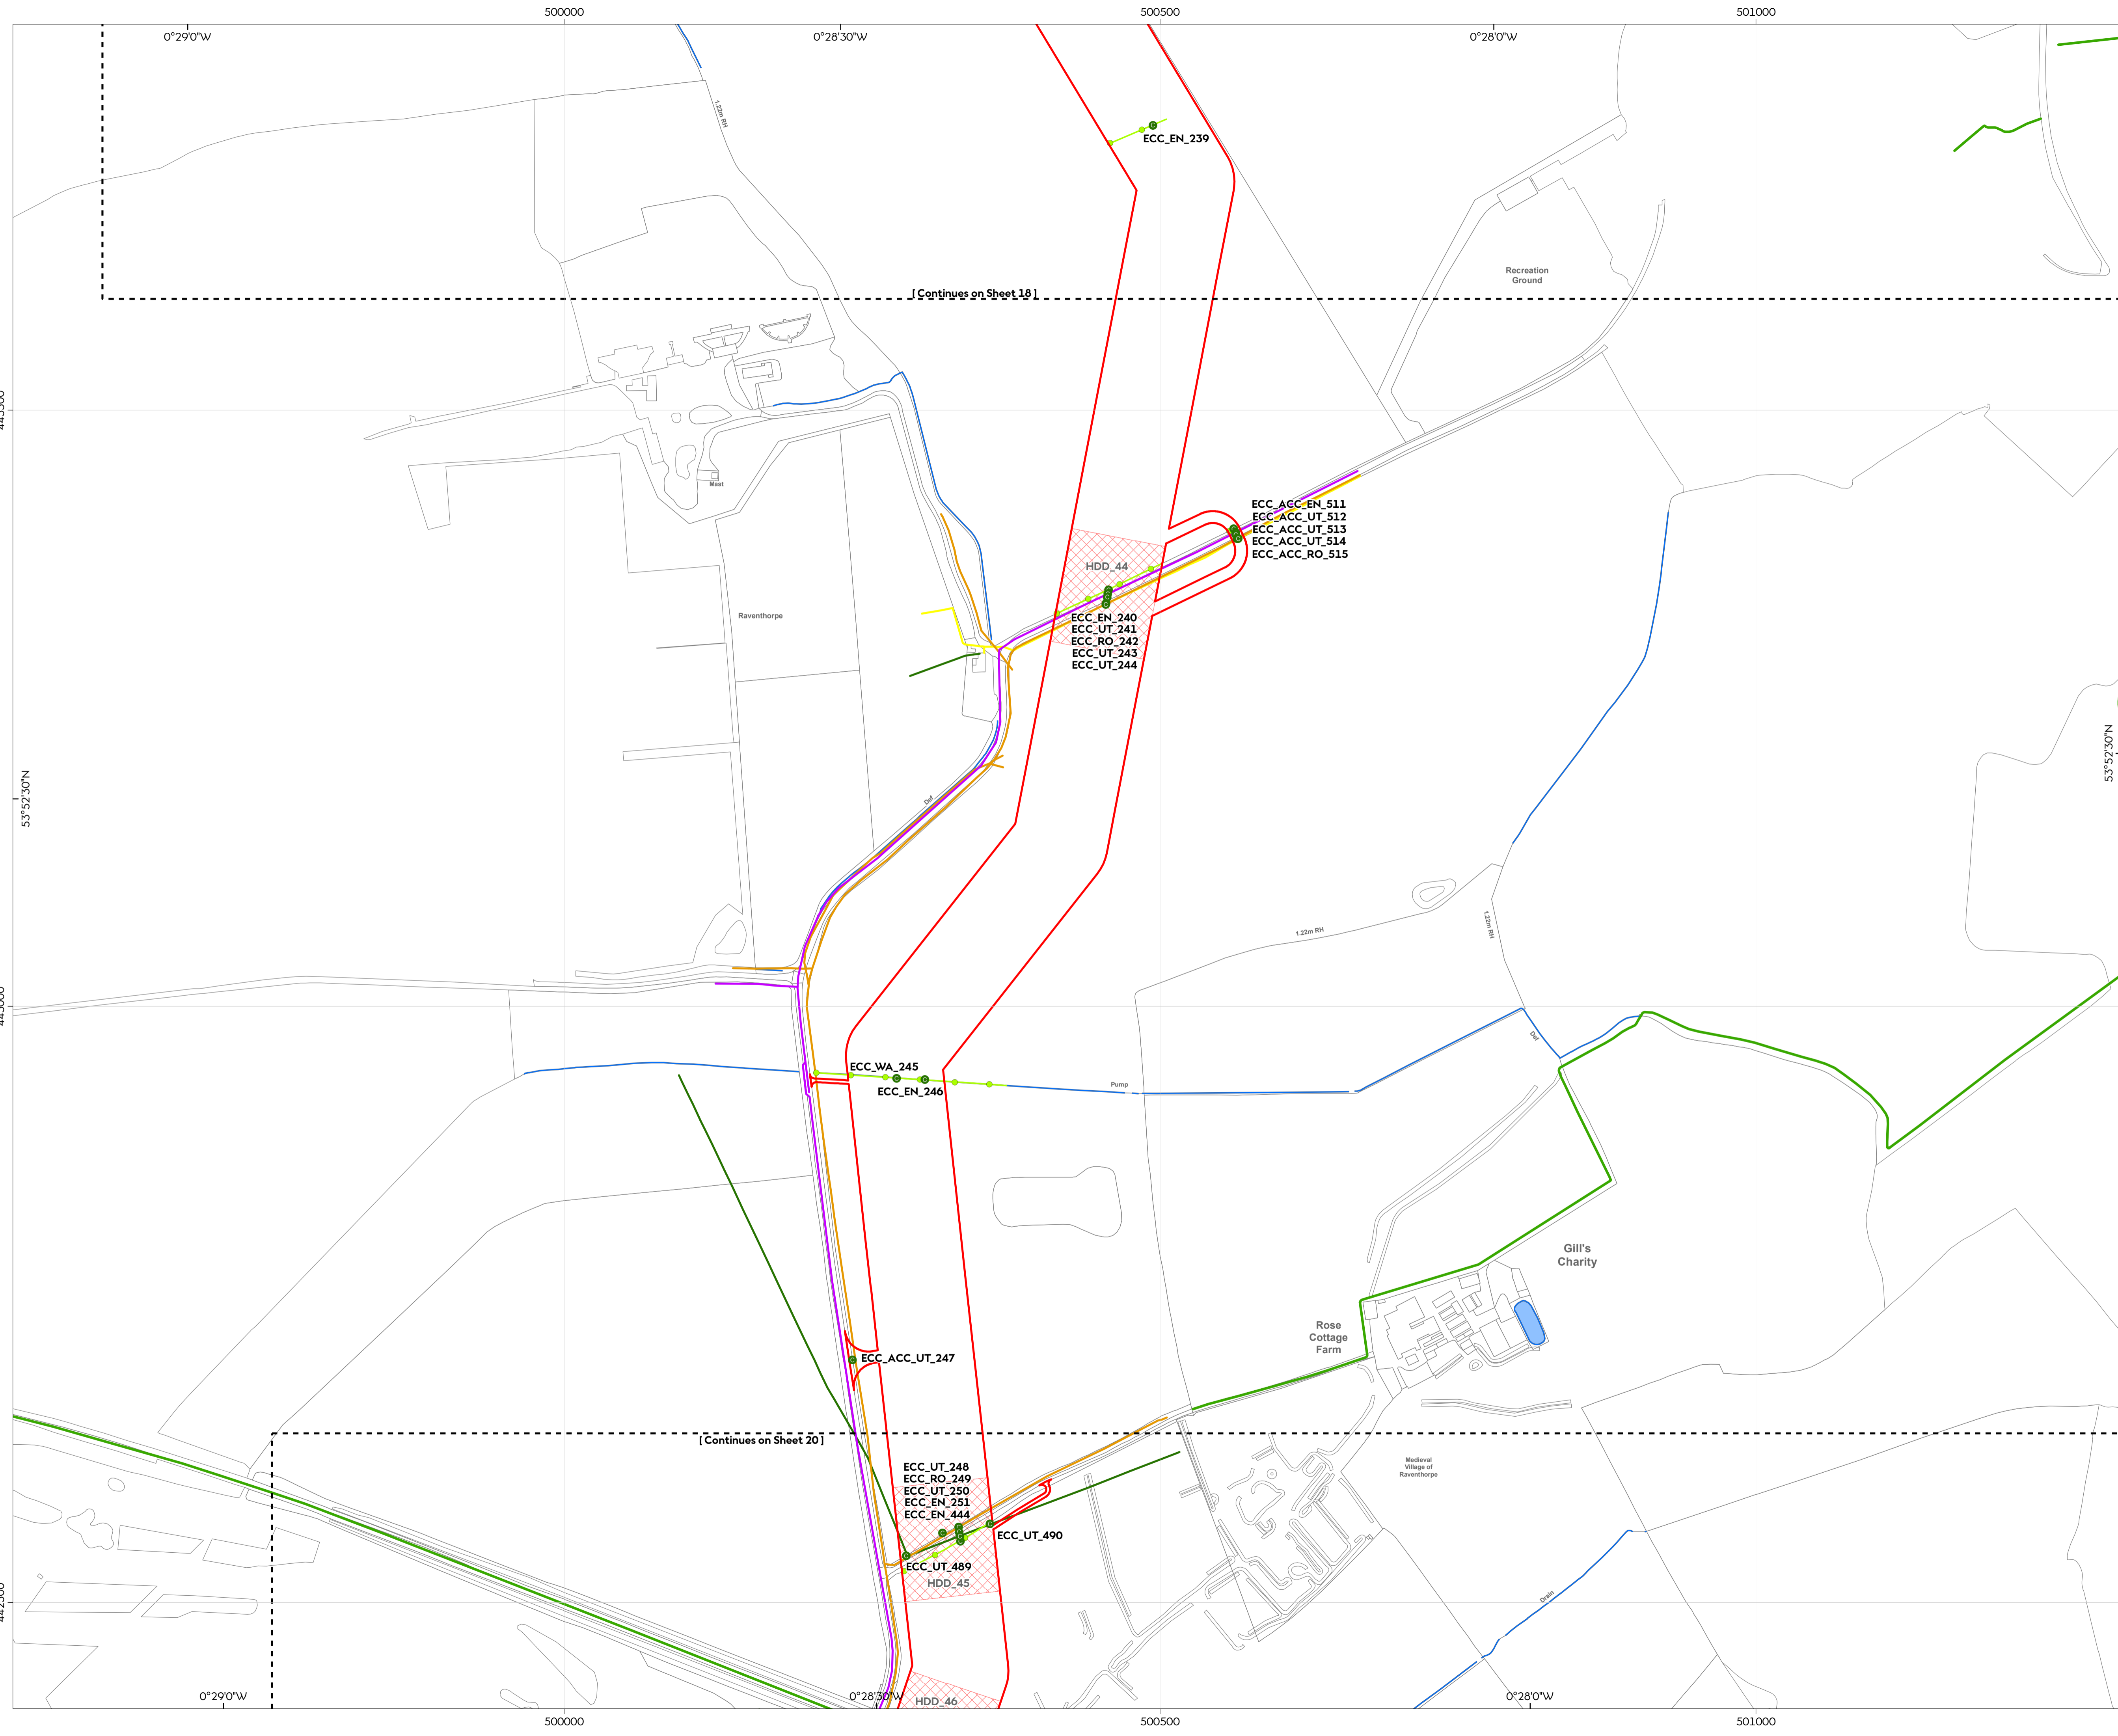 500000
500500
501000
0°29'0"W
0°28'30"W
0°28'0"W
1.22m RH
ECC_EN_239
Recreation
Ground
[ Continues on Sheet 18 ]
Mast
ECC_ACC_EN_511
ECC_ACC_UT_512
ECC_ACC_UT_513
ECC_ACC_UT_514
ECC_ACC_RO_515
HDD_44
Raventhorpe
ECC_EN_240
ECC_UT_241
ECC_RO_242
ECC_UT_243
ECC_UT_244
53°52'30"N
53°52'30"N
Def
1.22m RH
1.22m RH
Def
ECC_WA_245
ECC_EN_246
Pump
Gill's
Charity
Rose
Cottage
Farm
ECC_ACC_UT_247
[ Continues on Sheet 20 ]
Medieval
Village of
Raventhorpe
ECC_UT_248
ECC_RO_249
ECC_UT_250
ECC_EN_251
ECC_EN_444
ECC_UT_490
ECC_UT_489
HDD_45
Drain
0°29'0"W
0°28'30"W
0°28'0"W
HDD_46
500000
500500
501000